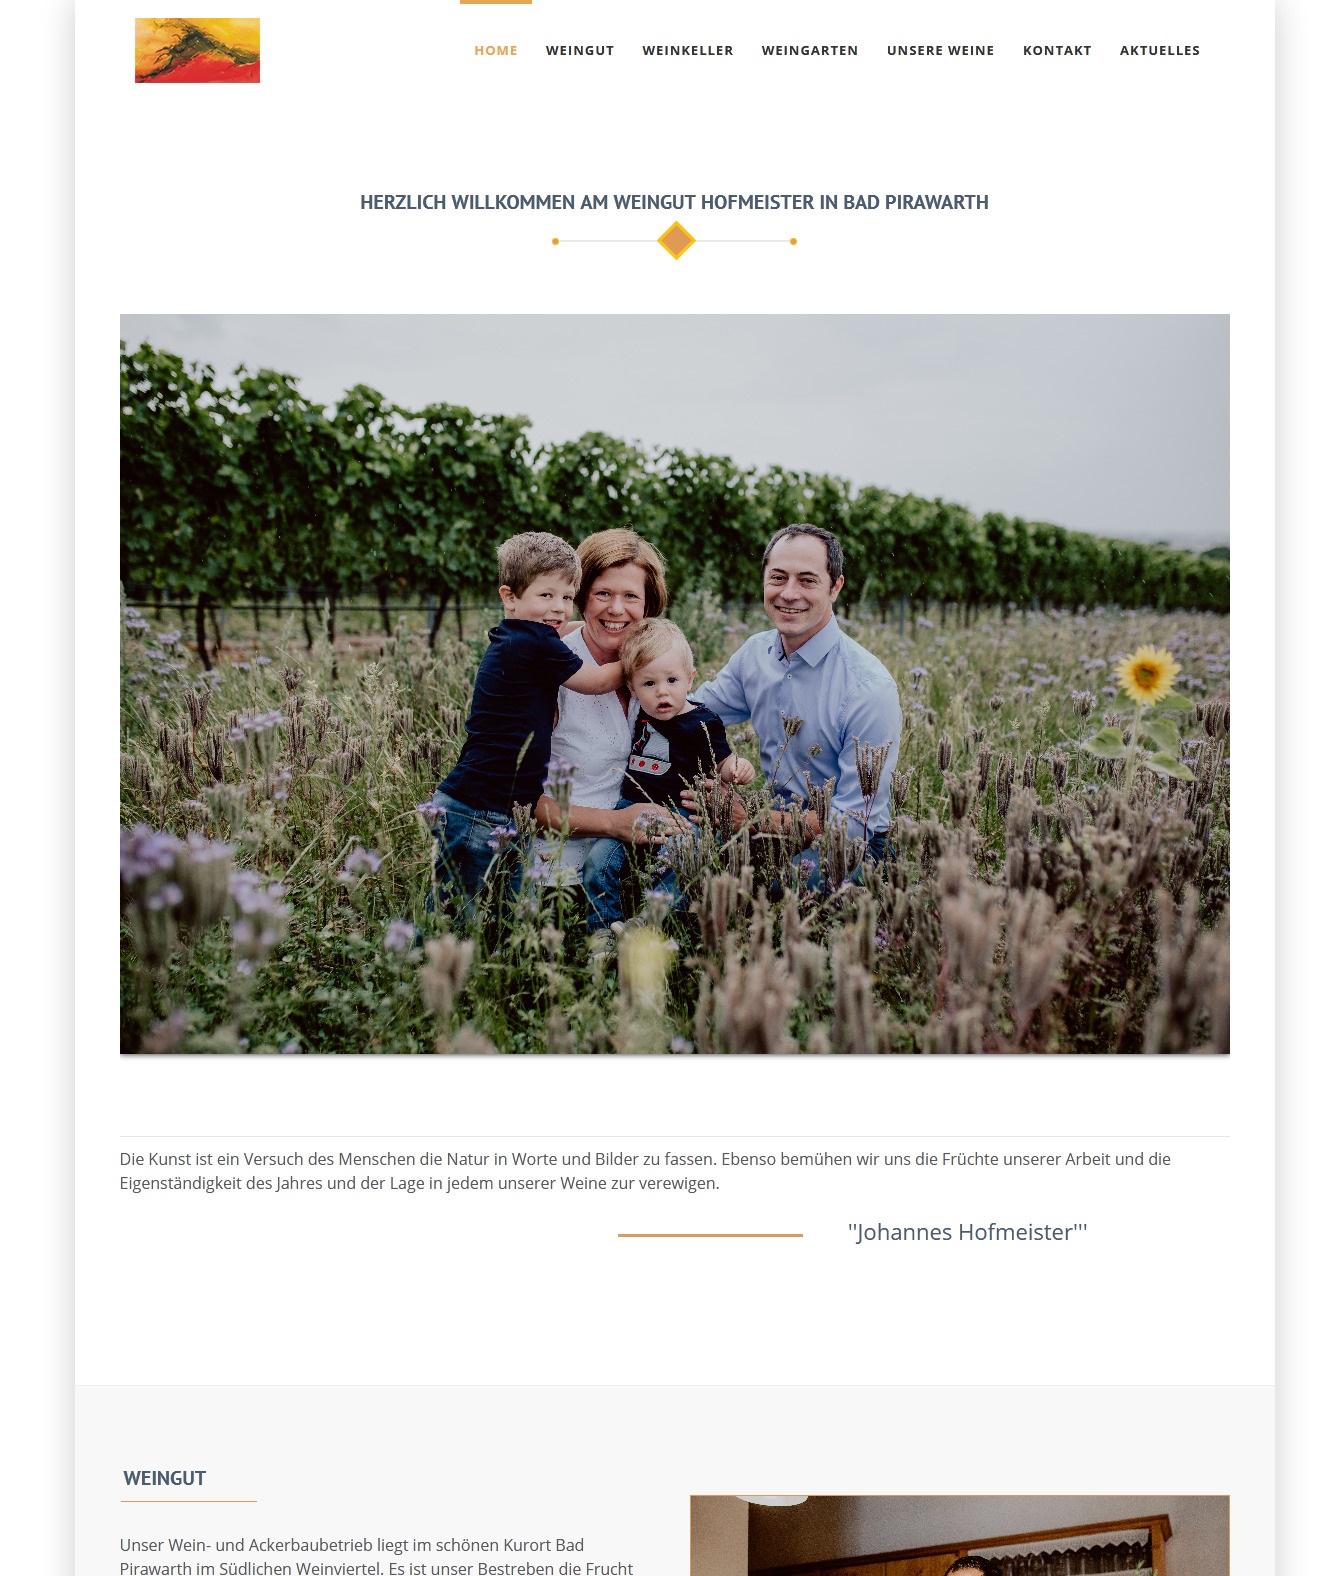 HOME WEINGUT WEINKELLER WEINGARTEN UNSERE WEINE KONTAKT AKTUELLES
HERZLICH WILLKOMMEN AM WEINGUT HOFMEISTER IN BAD PIRAWARTH
Die Kunst ist ein Versuch des Menschen die Natur in Worte und Bilder zu fassen. Ebenso bemühen wir uns die Früchte unserer Arbeit und die
Eigenständigkeit des Jahres und der Lage in jedem unserer Weine zur verewigen.
''Johannes Hofmeister'''
WEINGUT
Unser Wein- und Ackerbaubetrieb liegt im schönen Kurort Bad
Pirawarth im Südlichen Weinviertel. Es ist unser Bestreben die Frucht